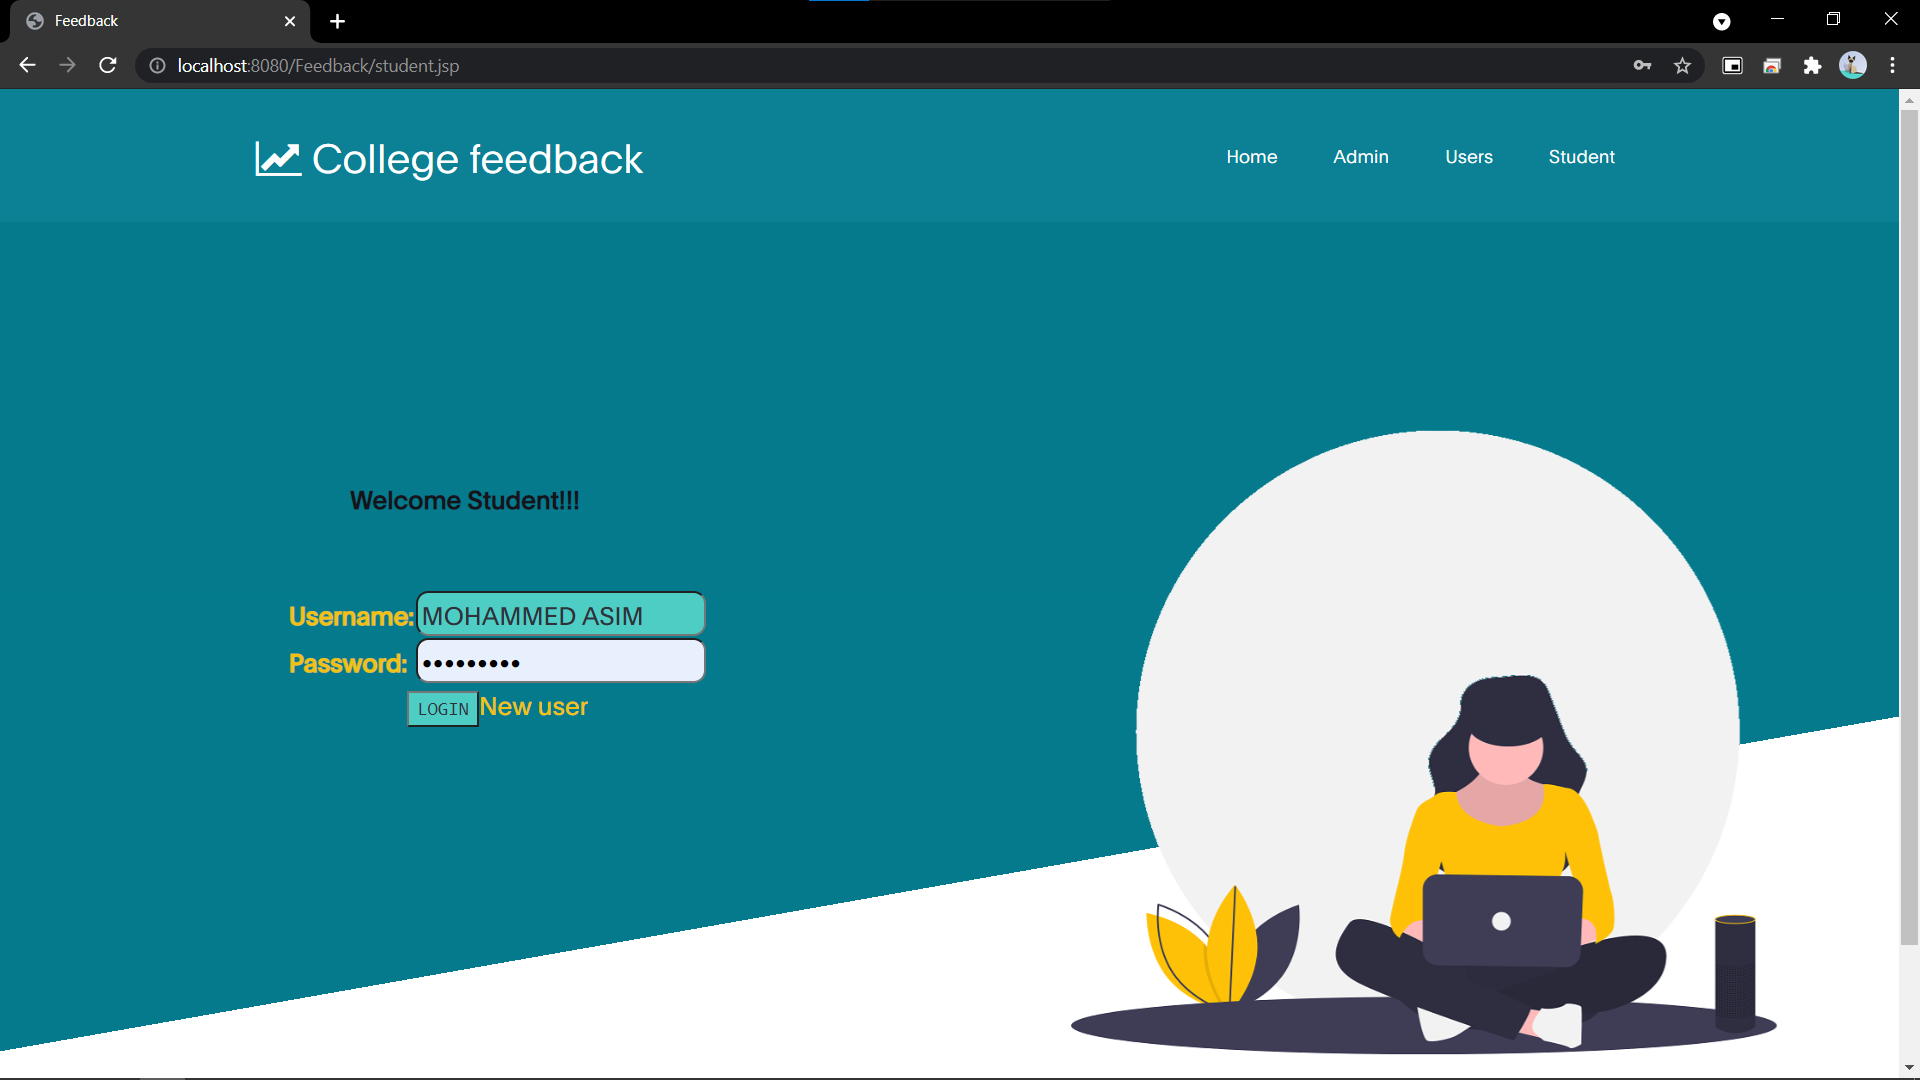 Feedback
localhost:8080/Feedback/student.jsp
College feedback
Home Admin Users Student
Welcome Student!!!
Username: MOHAMMED ASIM
Password: •••••••••
LOGIN New user